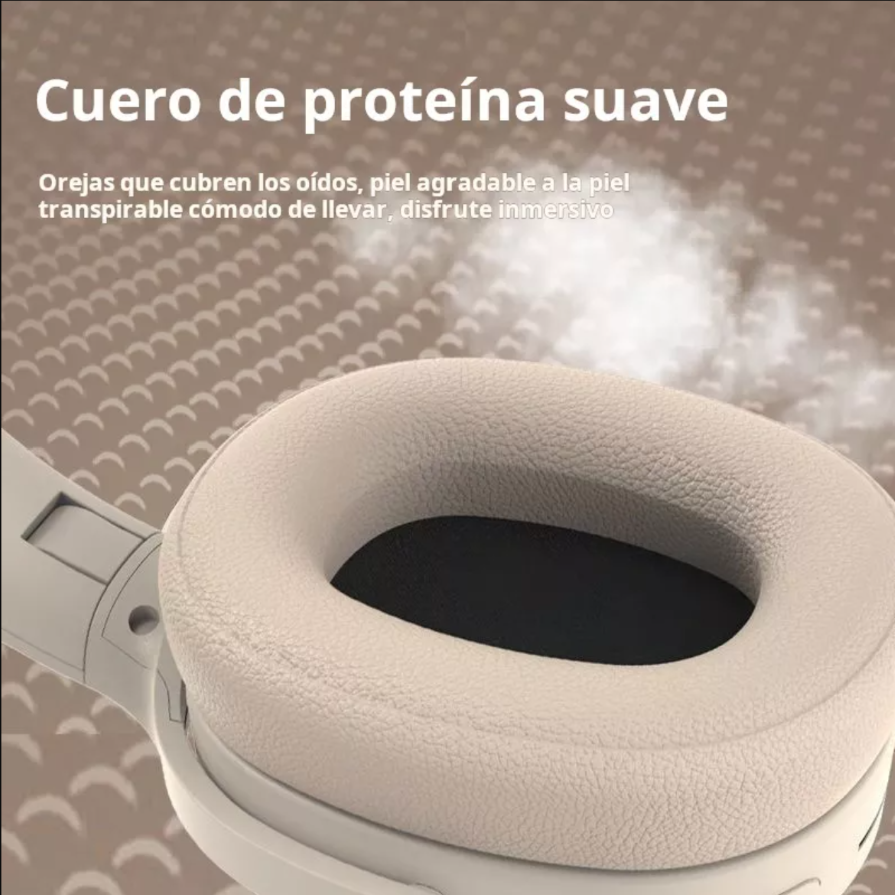 Cuero de proteína suave
Orejas que cubren los oídos, piel agradable a la piel
transpirable cómodo de llevar, disfrute inmersivo